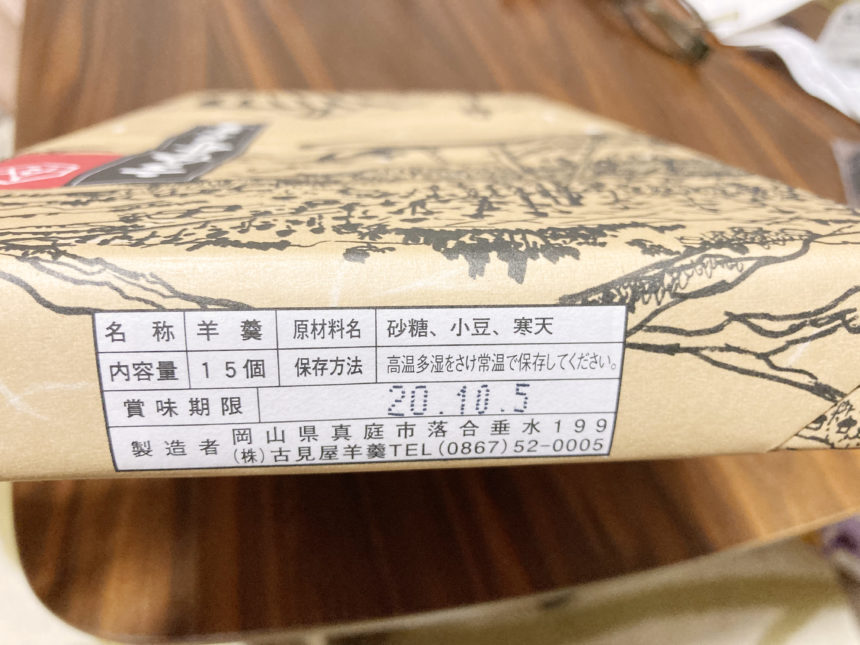 名称 羊羹 原材料名 砂糖、小豆、寒天
内容量 15個 保存方法 高温多湿をさけ常温で保存してください。
賞味期限 20.10.5
製造者 岡山県真庭市落合垂水199
(株)古見屋羊羹TEL(0867)52-0005